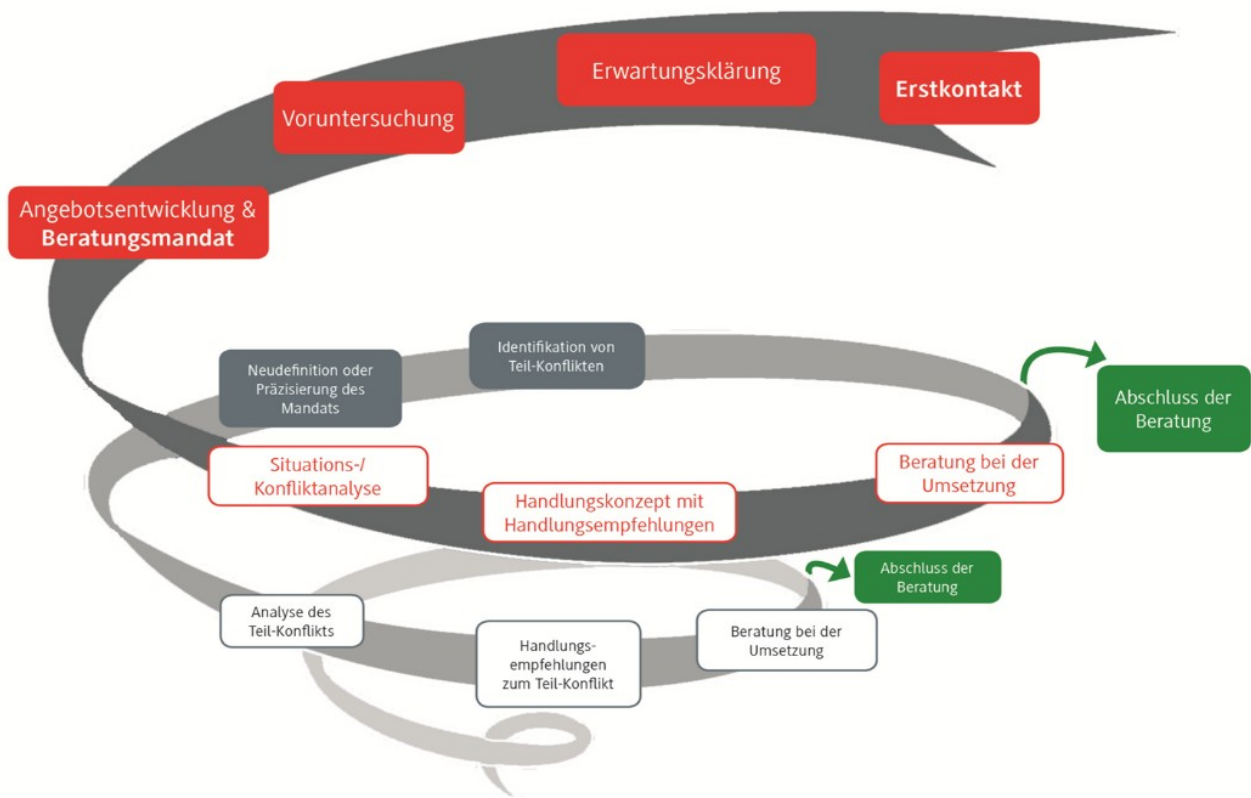 Erwartungsklärung
Erstkontakt
Voruntersuchung
Angebotsentwicklung &
Beratungsmandat
Identifikation von
Teil-Konflikten
Neudefinition oder
Präzisierung des
Mandats
Abschluss der
Beratung
Situations-/
Konfliktanalyse
Handlungskonzept mit
Handlungsempfehlungen
Beratung bei der
Umsetzung
Abschluss der
Beratung
Analyse des
Teil-Konflikts
Handlungs-
empfehlungen
zum Teil-Konflikt
Beratung bei der
Umsetzung